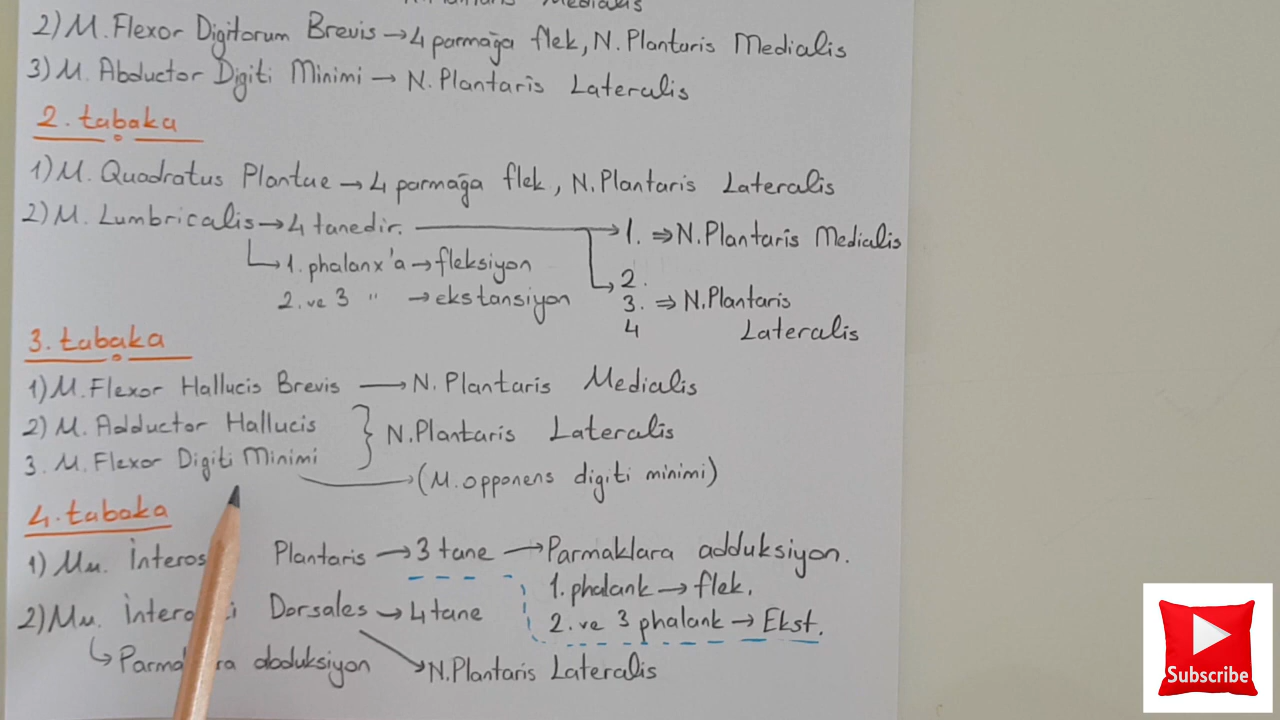 2) M. Flexor Digitorum Brevis → 4 parmağa flek, N. Plantaris Medialis
3) M. Abductor Digiti Minimi → N. Plantaris Lateralis
2. tabaka
1) M. Quadratus Plantae → 4 parmağa flek, N. Plantaris Lateralis
2) M. Lumbricalis → 4 tanedir. → 1. ⇒ N. Plantaris Medialis
1. phalanx'a → fleksiyon
2. ve 3 " → ekstansiyon
2.
3. ⇒ N. Plantaris
4 Lateralis
3. tabaka
1) M. Flexor Hallucis Brevis → N. Plantaris Medialis
2) M. Adductor Hallucis } N. Plantaris Lateralis
3. M. Flexor Digiti Minimi → (M. opponens digiti minimi)
4. tabaka
1) Mm. İnteros Plantaris → 3 tane → Parmaklara adduksiyon.
1. phalank → flek.
2. ve 3 phalank → Ekst.
2) Mm. İntero i Dorsales → 4 tane
Parma ra abduksiyon → N. Plantaris Lateralis
Subscribe